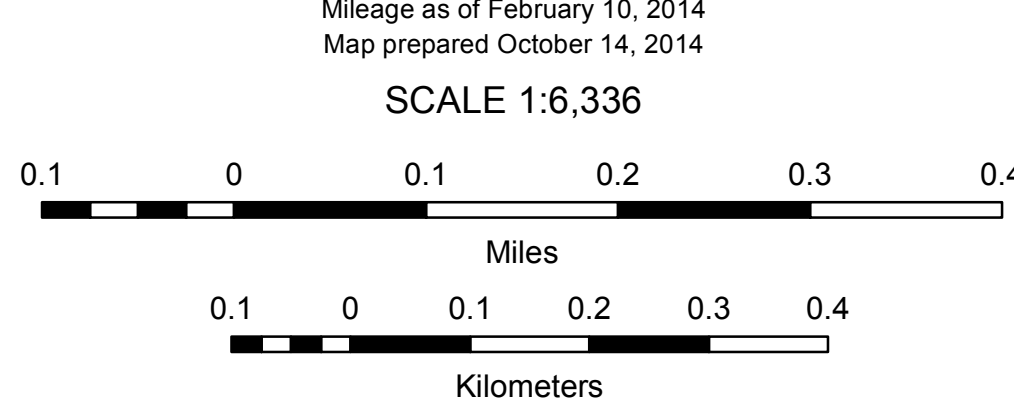 Mileage as of February 10, 2014
Map prepared October 14, 2014
SCALE 1:6,336
0.1 0 0.1 0.2 0.3 0.4
Miles
0.1 0 0.1 0.2 0.3 0.4
Kilometers